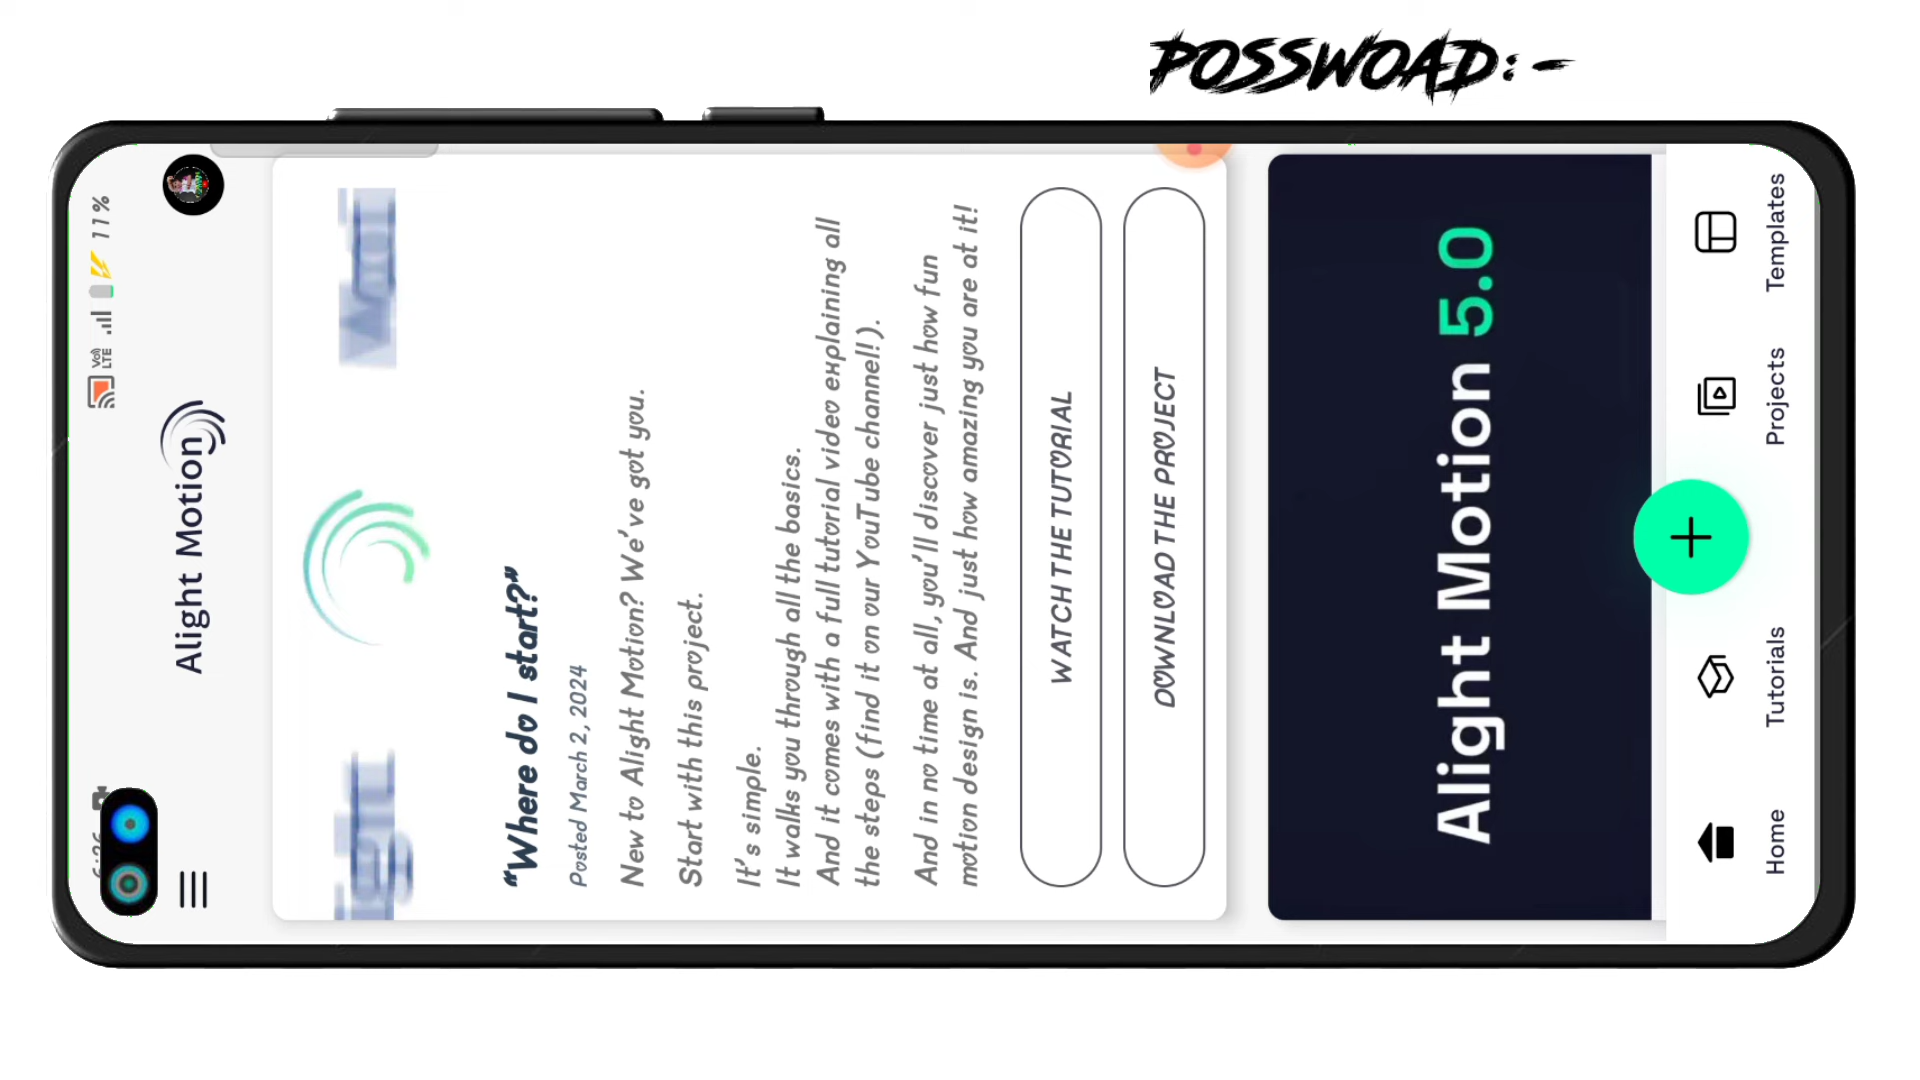 POSSWOAD:-
11%
Vo)
LTE
Alight Motion
"Where do I start?"
Posted March 2, 2024
New to Alight Motion? We've got you.
Start with this project.
It's simple.
It walks you through all the basics.
And it comes with a full tutorial video explaining all
the steps (find it on our YouTube channel!).
And in no time at all, you'll discover just how fun
motion design is. And just how amazing you are at it!
WATCH THE TUTORIAL
DOWNLOAD THE PROJECT
Alight Motion 5.0
Home
Tutorials
Projects
Templates